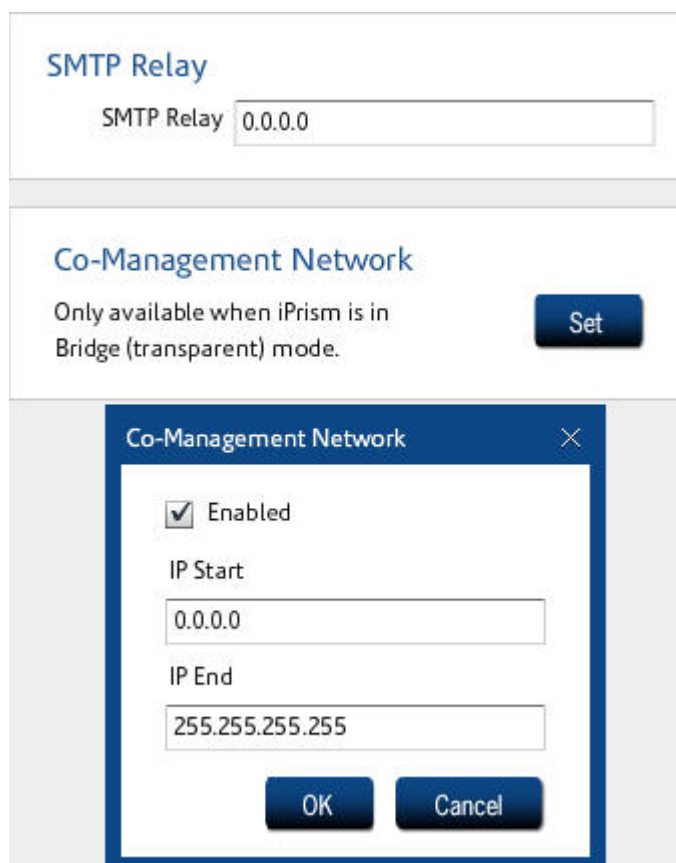 SMTP Relay
SMTP Relay 0.0.0.0
Co-Management Network
Only available when iPrism is in
Bridge (transparent) mode.
Set
Co-Management Network
Enabled
IP Start
0.0.0.0
IP End
255.255.255.255
OK Cancel